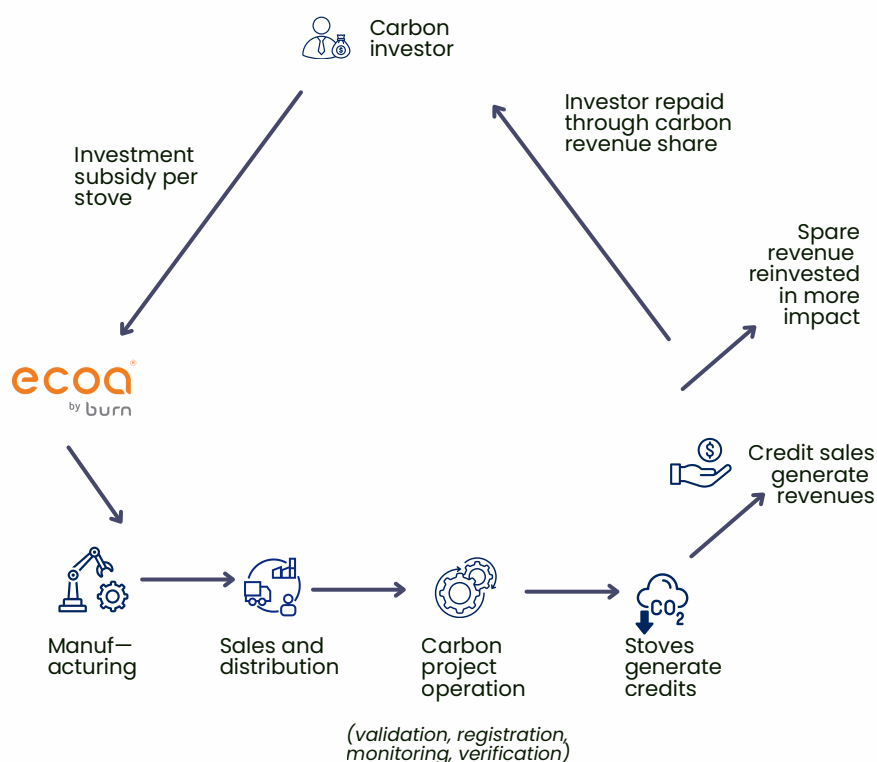 Carbon
investor
Investor repaid
through carbon
revenue share
Investment
subsidy per
stove
Spare
revenue
reinvested
in more
impact
ecoa®
by burn
$
Credit sales
generate
revenues
CO2
Manuf—
acturing
Sales and
distribution
Carbon
project
operation
Stoves
generate
credits
(validation, registration,
monitoring, verification)